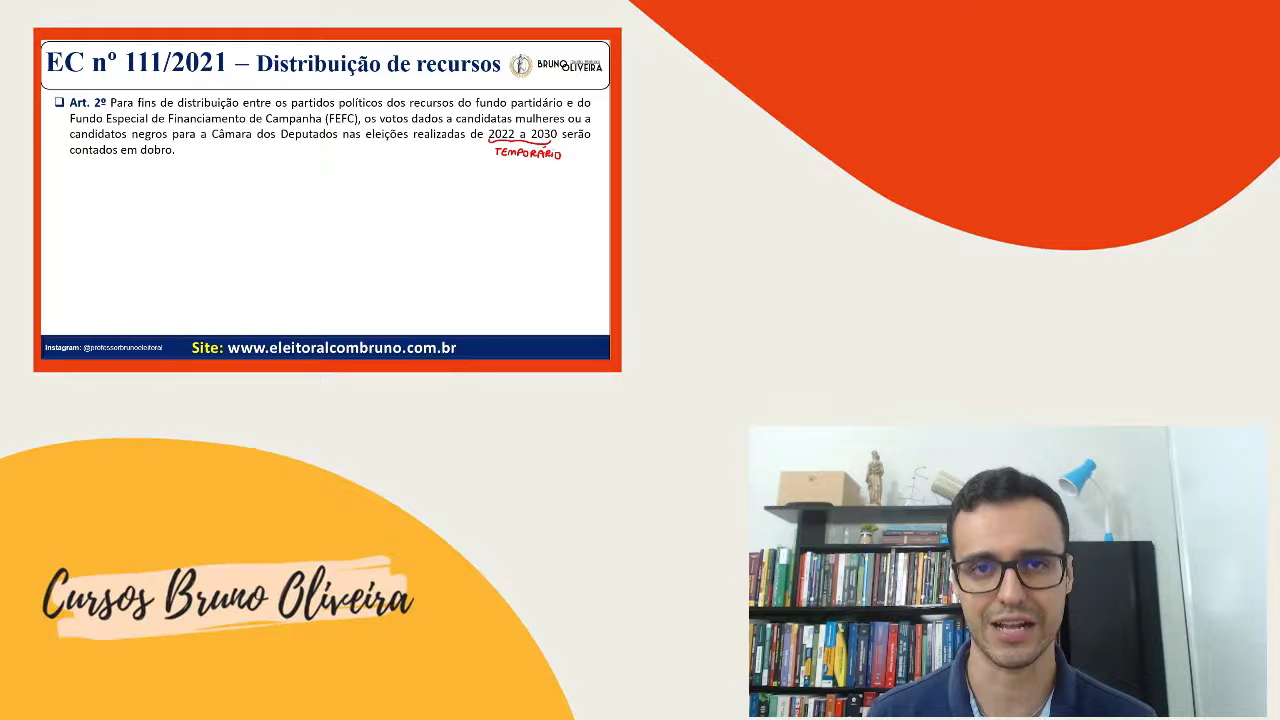 EC nº 111/2021 – Distribuição de recursos
BRUNO OLIVEIRA
Art. 2º Para fins de distribuição entre os partidos políticos dos recursos do fundo partidário e do
Fundo Especial de Financiamento de Campanha (FEFC), os votos dados a candidatas mulheres ou a
candidatos negros para a Câmara dos Deputados nas eleições realizadas de 2022 a 2030 serão
contados em dobro.
TEMPORÁRIO
Instagram: @professorbrunoeleitoral
Site: www.eleitoralcombruno.com.br
Cursos Bruno Oliveira